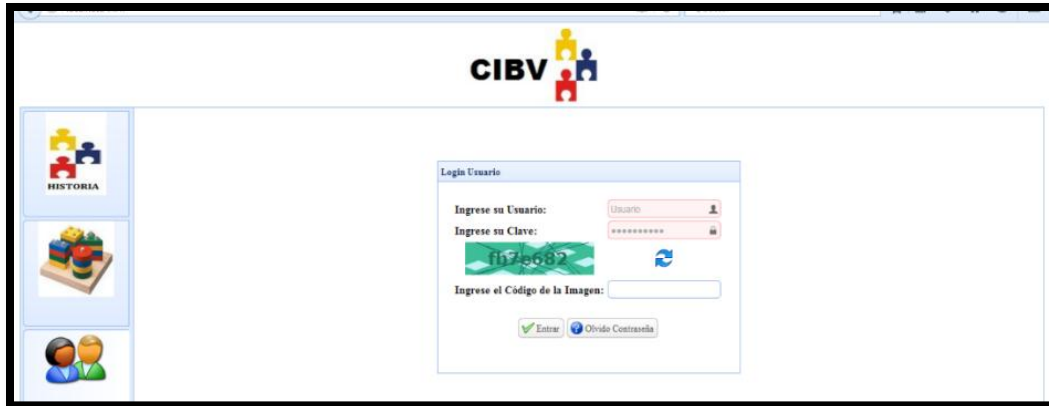 CIBV
HISTORIA
Login Usuario
Ingrese su Usuario:
Usuario
Ingrese su Clave:
**********
fb7e682
Ingrese el Código de la Imagen:
Entrar
Olvido Contraseña